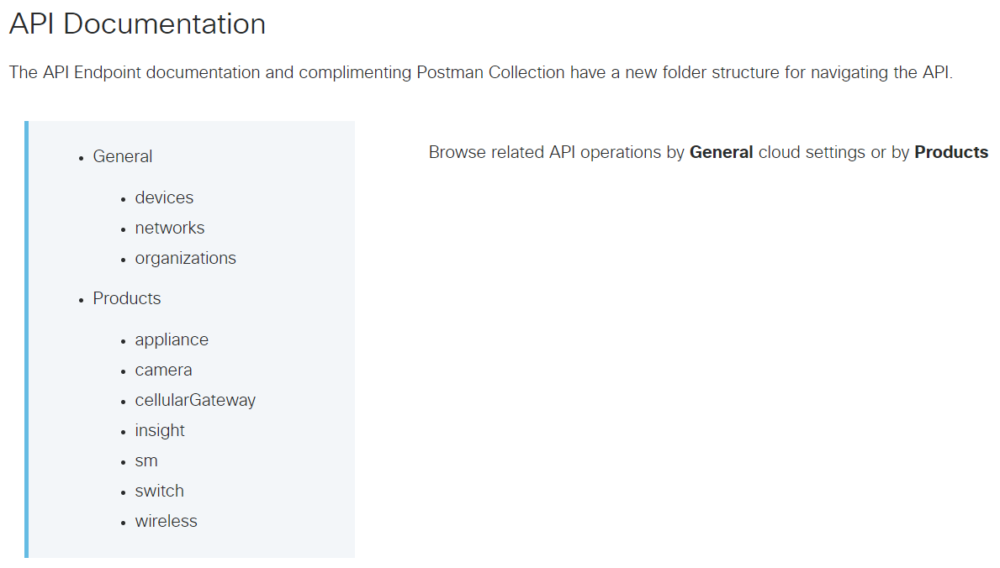 API Documentation
The API Endpoint documentation and complimenting Postman Collection have a new folder structure for navigating the API.
• General
• devices
• networks
• organizations
• Products
• appliance
• camera
• cellularGateway
• insight
• sm
• switch
• wireless
Browse related API operations by General cloud settings or by Products